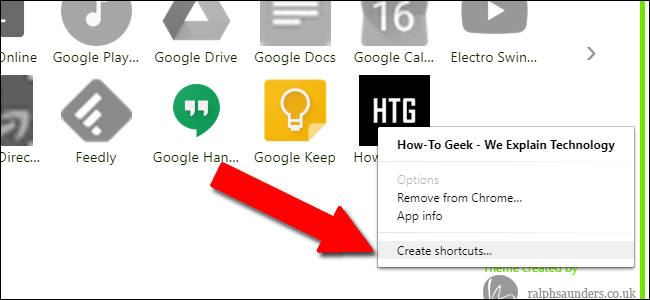 Online
Google Play...
Google Drive
Google Docs
Google Cal...
Electro Swin...
HTG
Direc...
Feedly
Google Han...
Google Keep
How
How-To Geek - We Explain Technology
Options
Remove from Chrome...
App info
Create shortcuts...
Theme created by
ralphsaunders.co.uk
16